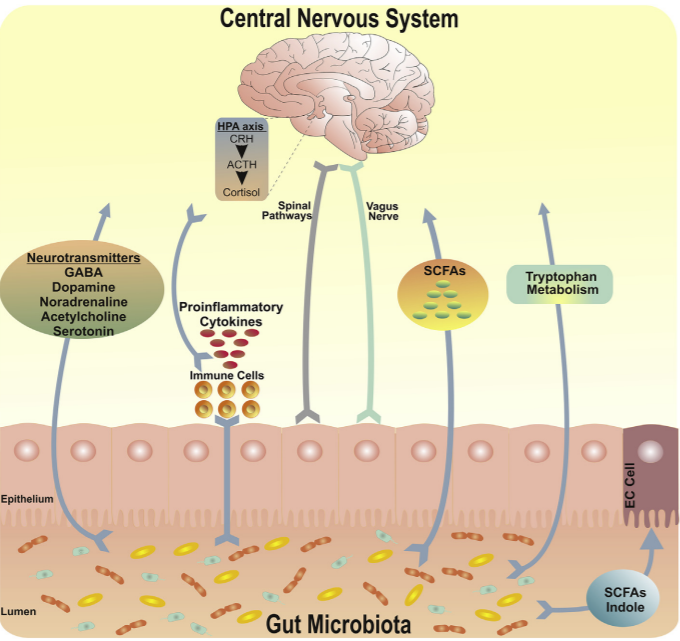 Central Nervous System
HPA axis
CRH
ACTH
Cortisol
Spinal
Pathways
Vagus
Nerve
Neurotransmitters
GABA
Dopamine
Noradrenaline
Acetylcholine
Serotonin
Proinflammatory
Cytokines
Immune Cells
SCFAs
Tryptophan
Metabolism
Epithelium
EC Cell
Lumen
SCFAs
Indole
Gut Microbiota